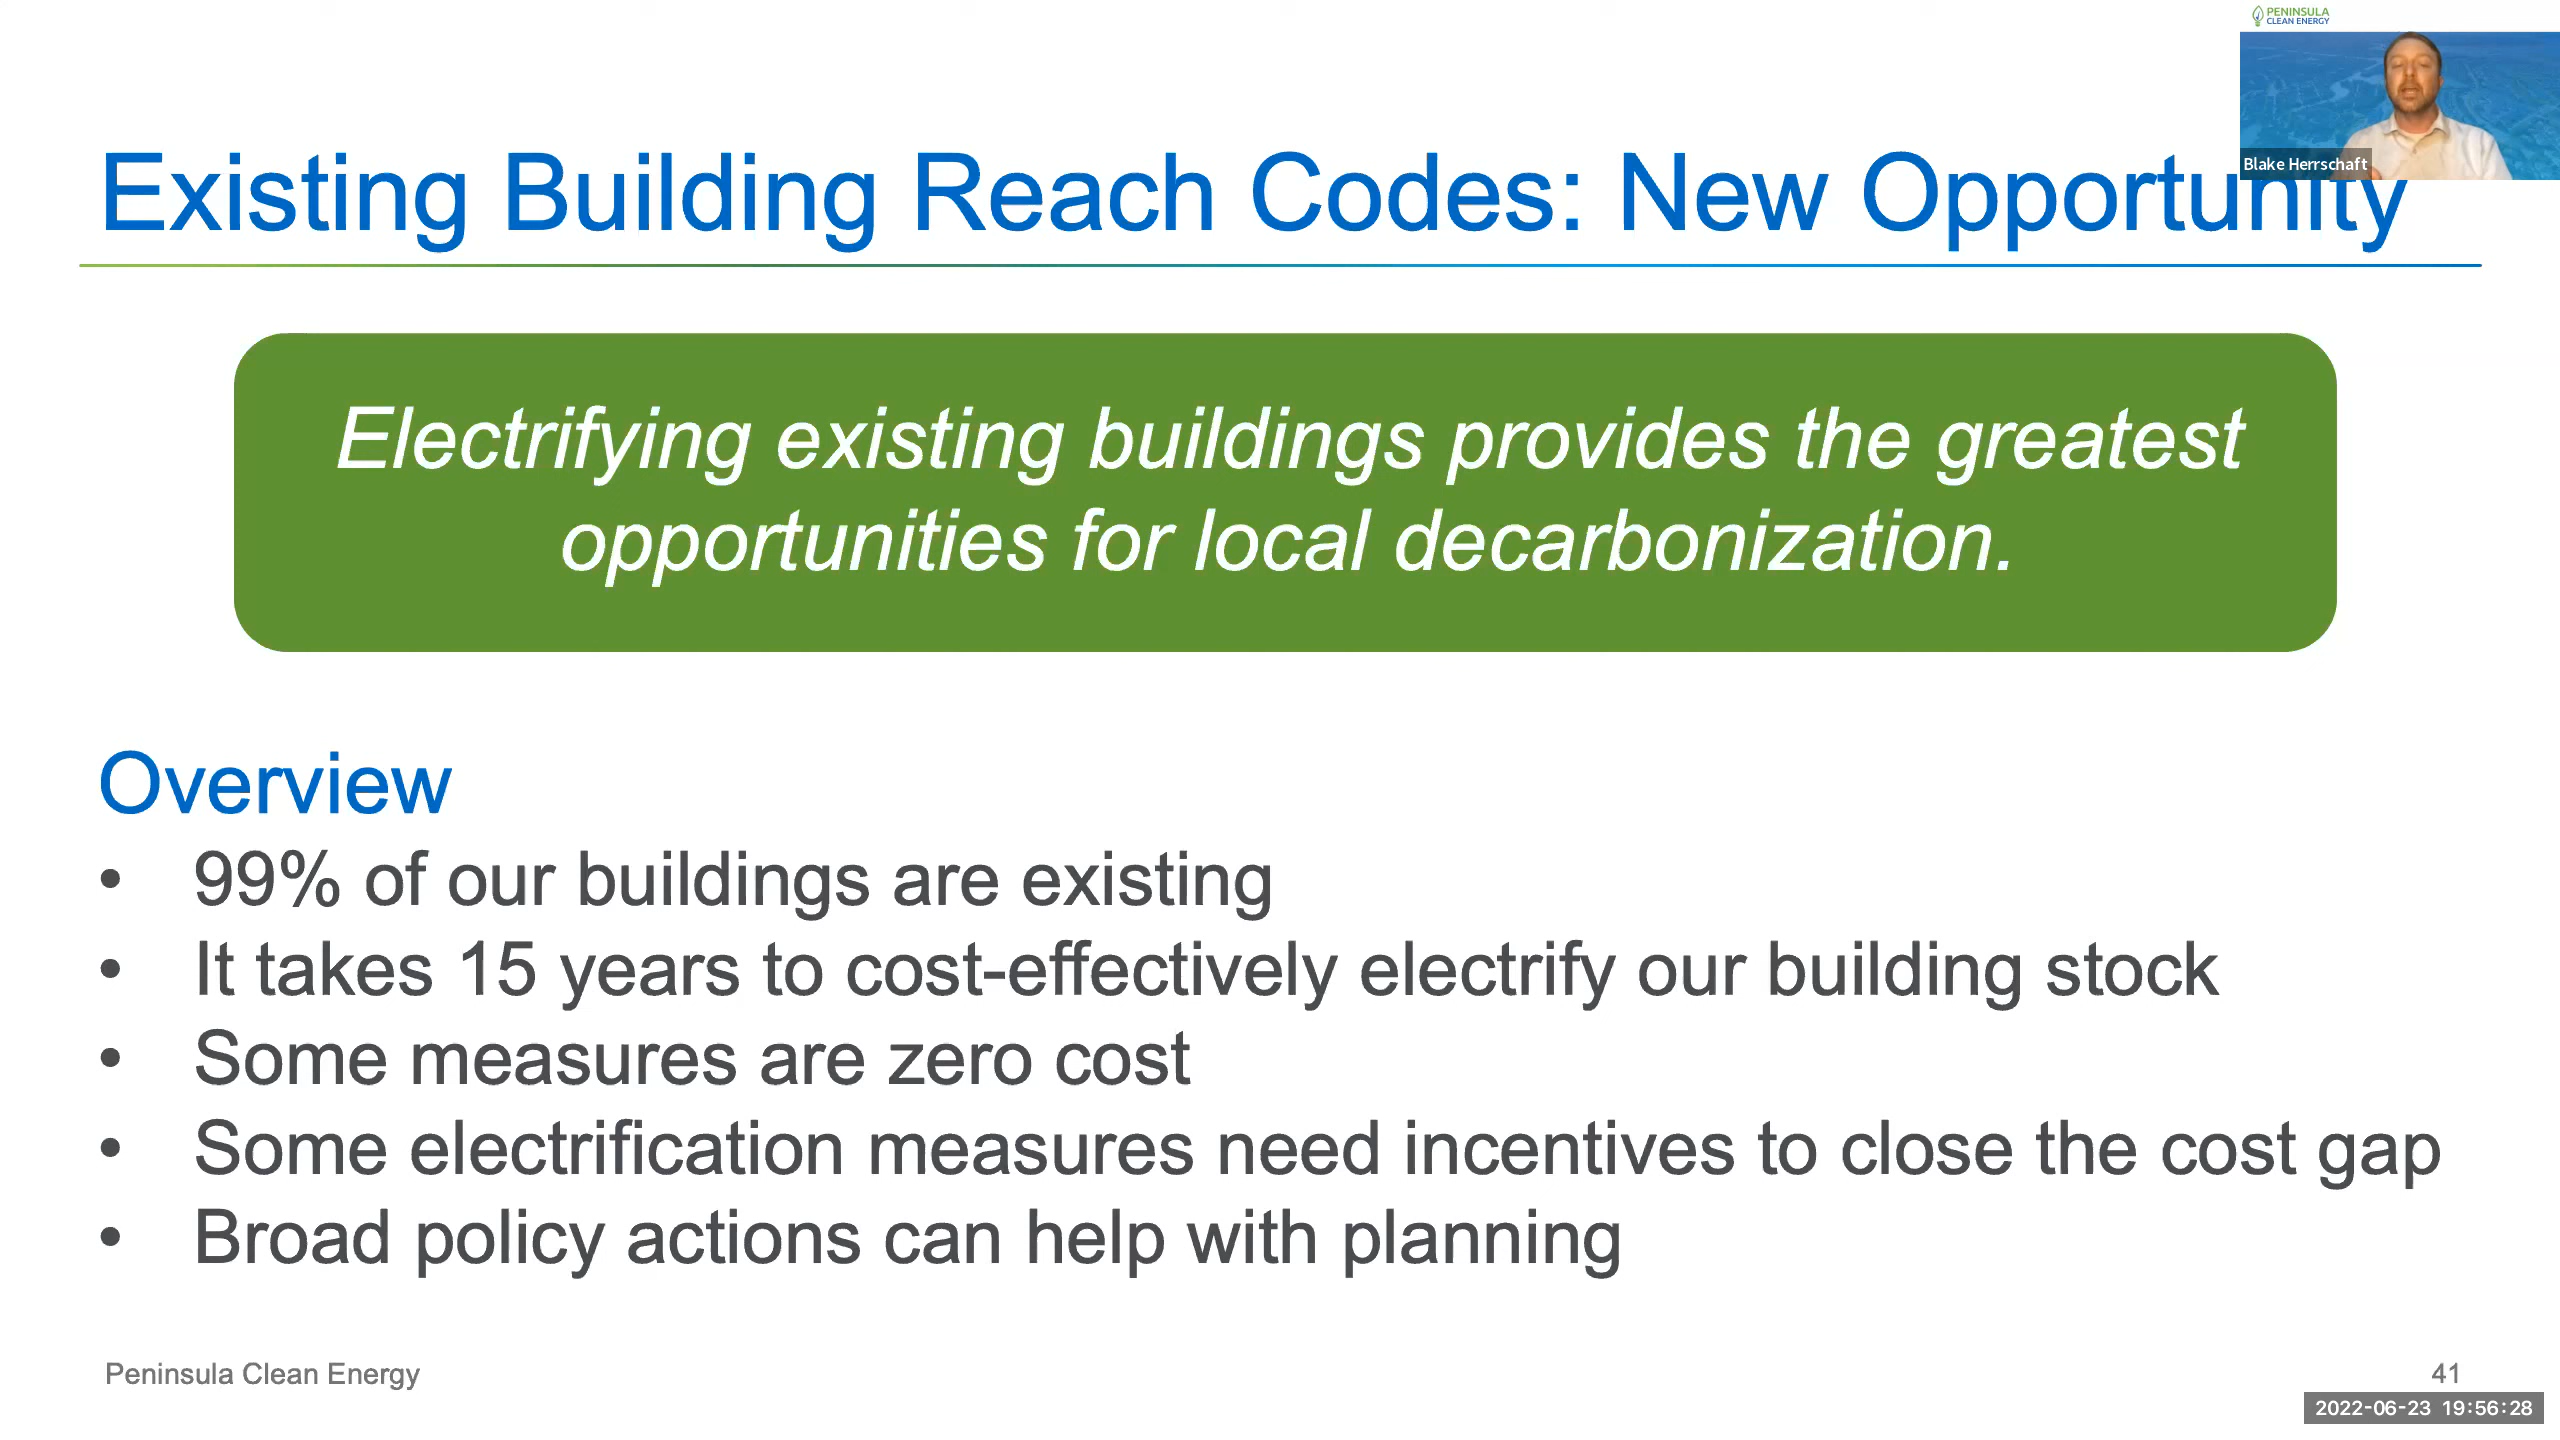 PENINSULA
CLEAN ENERGY
Blake Herrschaft
Existing Building Reach Codes: New Opportunity
Electrifying existing buildings provides the greatest
opportunities for local decarbonization.
Overview
• 99% of our buildings are existing
• It takes 15 years to cost-effectively electrify our building stock
• Some measures are zero cost
• Some electrification measures need incentives to close the cost gap
• Broad policy actions can help with planning
Peninsula Clean Energy
41
2022-06-23 19:56:28